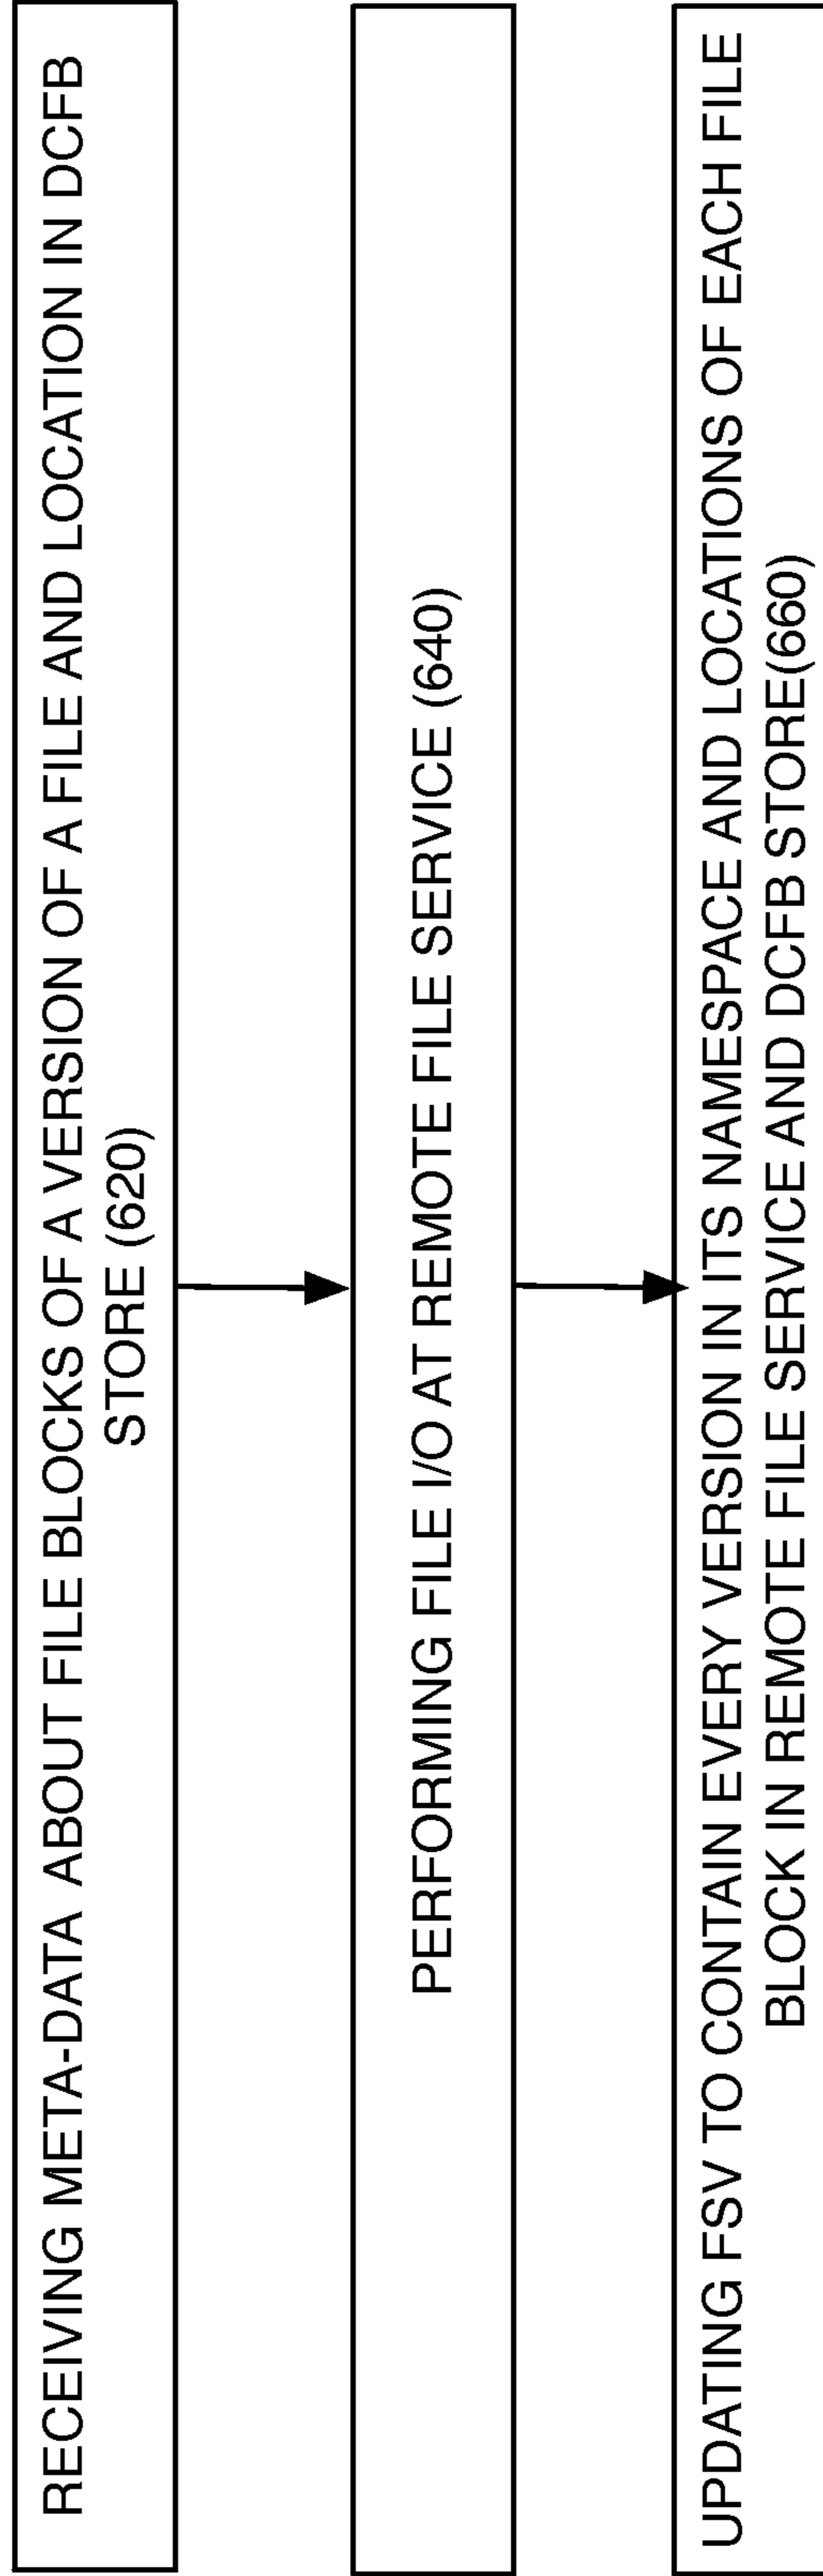 RECEIVING META-DATA ABOUT FILE BLOCKS OF A VERSION OF A FILE AND LOCATION IN DCFB
STORE (620)
PERFORMING FILE I/O AT REMOTE FILE SERVICE (640)
UPDATING FSV TO CONTAIN EVERY VERSION IN ITS NAMESPACE AND LOCATIONS OF EACH FILE
BLOCK IN REMOTE FILE SERVICE AND DCFB STORE(660)